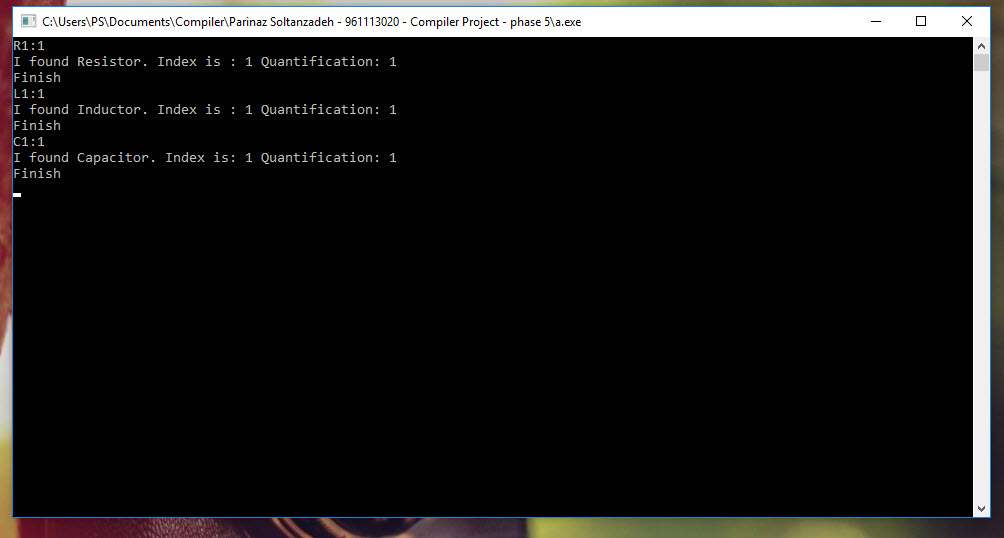 C:\Users\PS\Documents\Compiler\Parinaz Soltanzadeh - 961113020 - Compiler Project - phase 5\a.exe
R1:1
I found Resistor. Index is : 1 Quantification: 1
Finish
L1:1
I found Inductor. Index is : 1 Quantification: 1
Finish
C1:1
I found Capacitor. Index is: 1 Quantification: 1
Finish